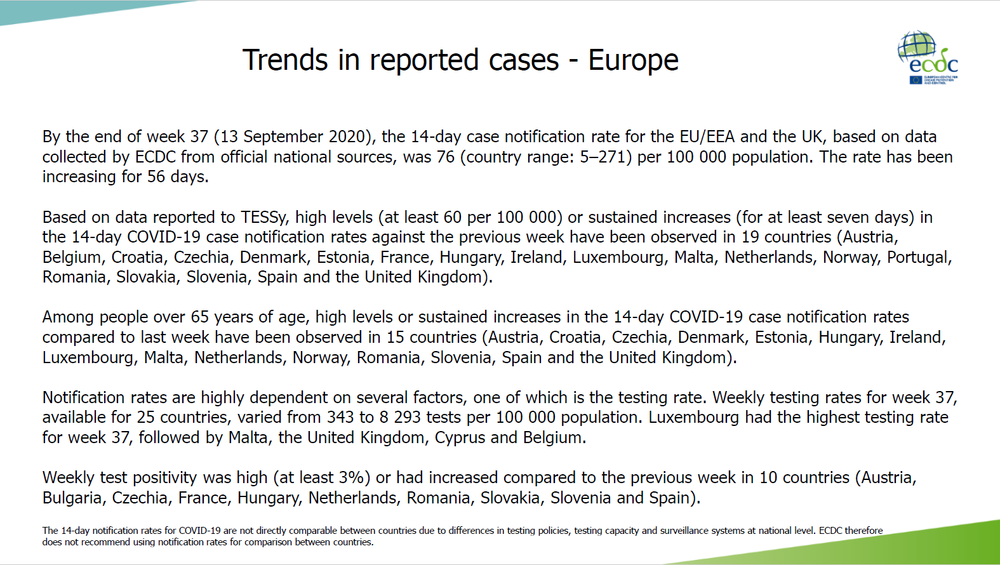 Trends in reported cases - Europe
ecdc
EUROPEAN CENTRE FOR
DISEASE PREVENTION
AND CONTROL
By the end of week 37 (13 September 2020), the 14-day case notification rate for the EU/EEA and the UK, based on data
collected by ECDC from official national sources, was 76 (country range: 5–271) per 100 000 population. The rate has been
increasing for 56 days.
Based on data reported to TESSy, high levels (at least 60 per 100 000) or sustained increases (for at least seven days) in
the 14-day COVID-19 case notification rates against the previous week have been observed in 19 countries (Austria,
Belgium, Croatia, Czechia, Denmark, Estonia, France, Hungary, Ireland, Luxembourg, Malta, Netherlands, Norway, Portugal,
Romania, Slovakia, Slovenia, Spain and the United Kingdom).
Among people over 65 years of age, high levels or sustained increases in the 14-day COVID-19 case notification rates
compared to last week have been observed in 15 countries (Austria, Croatia, Czechia, Denmark, Estonia, Hungary, Ireland,
Luxembourg, Malta, Netherlands, Norway, Romania, Slovenia, Spain and the United Kingdom).
Notification rates are highly dependent on several factors, one of which is the testing rate. Weekly testing rates for week 37,
available for 25 countries, varied from 343 to 8 293 tests per 100 000 population. Luxembourg had the highest testing rate
for week 37, followed by Malta, the United Kingdom, Cyprus and Belgium.
Weekly test positivity was high (at least 3%) or had increased compared to the previous week in 10 countries (Austria,
Bulgaria, Czechia, France, Hungary, Netherlands, Romania, Slovakia, Slovenia and Spain).
The 14-day notification rates for COVID-19 are not directly comparable between countries due to differences in testing policies, testing capacity and surveillance systems at national level. ECDC therefore
does not recommend using notification rates for comparison between countries.